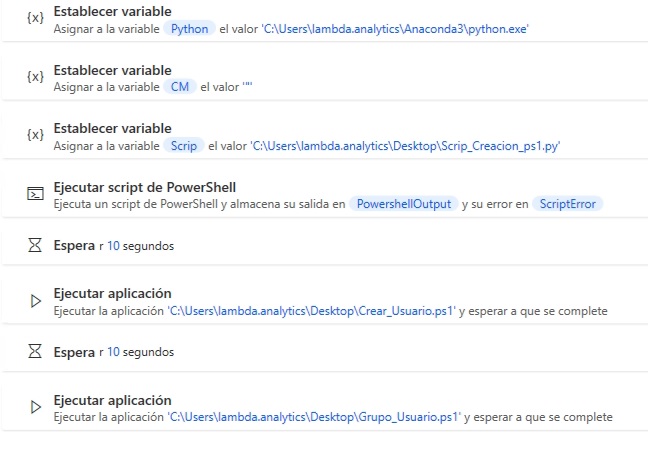 {x} Establecer variable
Asignar a la variable Python el valor 'C:\Users\lambda.analytics\Anaconda3\python.exe'
{x} Establecer variable
Asignar a la variable CM el valor '"'
{x} Establecer variable
Asignar a la variable Scrip el valor 'C:\Users\lambda.analytics\Desktop\Scrip_Creacion_ps1.py'
Ejecutar script de PowerShell
Ejecuta un script de PowerShell y almacena su salida en PowershellOutput y su error en ScriptError
Espera r 10 segundos
Ejecutar aplicación
Ejecutar la aplicación 'C:\Users\lambda.analytics\Desktop\Crear_Usuario.ps1' y esperar a que se complete
Espera r 10 segundos
Ejecutar aplicación
Ejecutar la aplicación 'C:\Users\lambda.analytics\Desktop\Grupo_Usuario.ps1' y esperar a que se complete